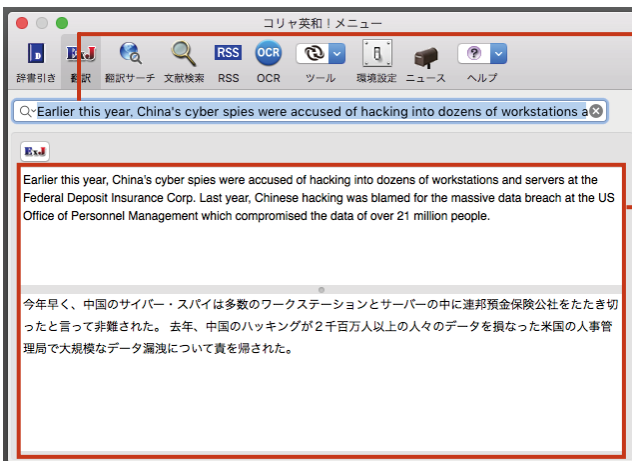 コリャ英和！メニュー
D ExJ RSS OCR ?
辞書引き 翻訳 翻訳サーチ 文献検索 RSS OCR ツール 環境設定 ニュース ヘルプ
Earlier this year, China's cyber spies were accused of hacking into dozens of workstations a
ExJ
Earlier this year, China's cyber spies were accused of hacking into dozens of workstations and servers at the
Federal Deposit Insurance Corp. Last year, Chinese hacking was blamed for the massive data breach at the US
Office of Personnel Management which compromised the data of over 21 million people.
今年早く、中国のサイバー・スパイは多数のワークステーションとサーバーの中に連邦預金保険公社をたたき切
ったと言って非難された。 去年、中国のハッキングが２千百万人以上の人々のデータを損なった米国の人事管
理局で大規模なデータ漏洩について責を帰された。